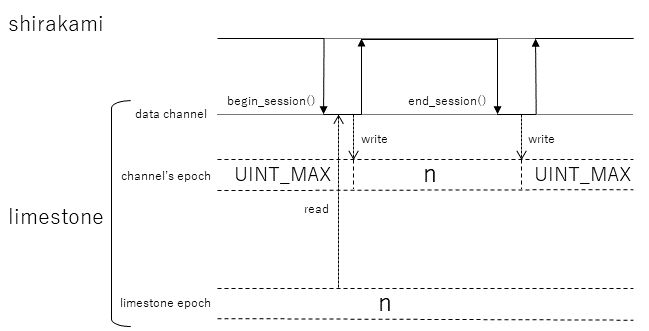 shirakami
begin_session()
end_session()
data channel
write
write
channel's epoch
UINT_MAX
n
UINT_MAX
limestone
read
limestone epoch
n